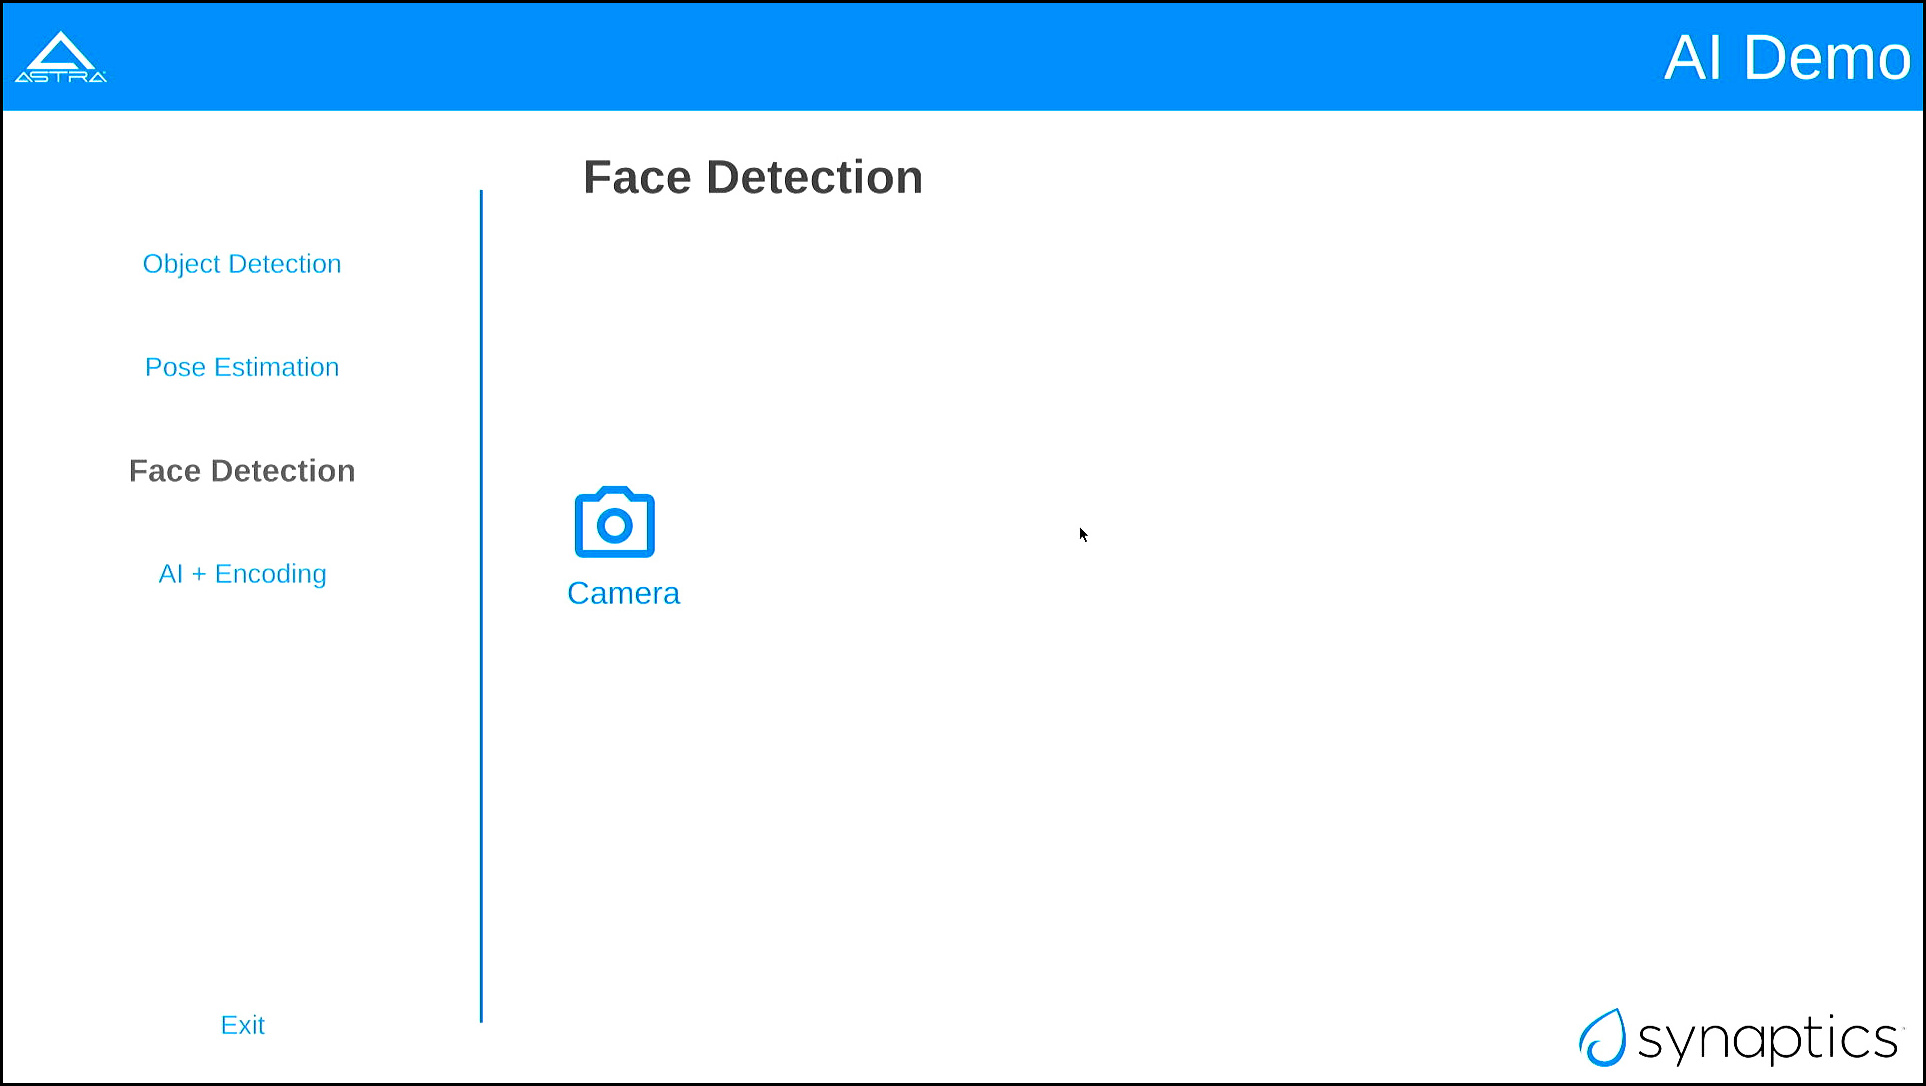 ASTRA
AI Demo
Face Detection
Object Detection
Pose Estimation
Face Detection
AI + Encoding
Camera
Exit
synaptics